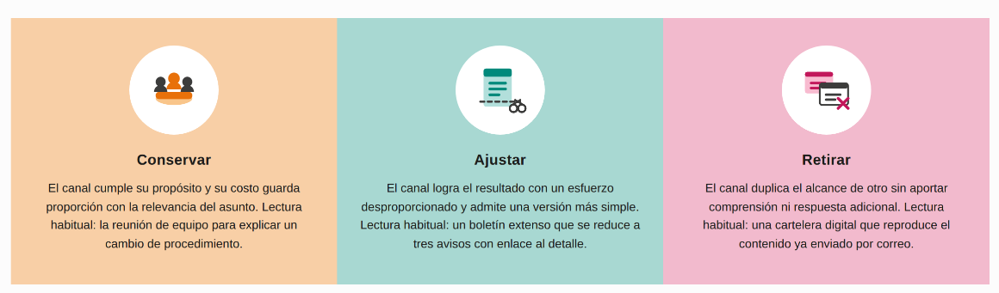 Conservar
El canal cumple su propósito y su costo guarda
proporción con la relevancia del asunto. Lectura
habitual: la reunión de equipo para explicar un
cambio de procedimiento.
Ajustar
El canal logra el resultado con un esfuerzo
desproporcionado y admite una versión más simple.
Lectura habitual: un boletín extenso que se reduce a
tres avisos con enlace al detalle.
Retirar
El canal duplica el alcance de otro sin aportar
comprensión ni respuesta adicional. Lectura
habitual: una cartelera digital que reproduce el
contenido ya enviado por correo.